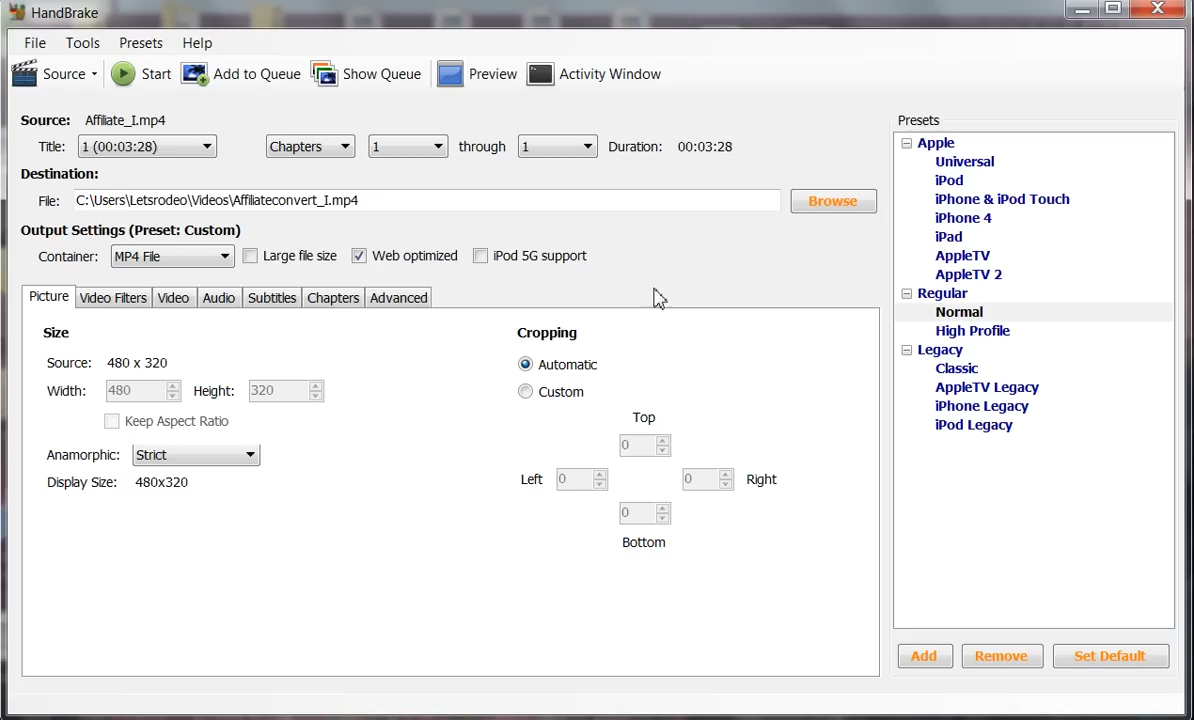 HandBrake
File Tools Presets Help
Source Start Add to Queue Show Queue Preview Activity Window
Source: Affiliate_I.mp4
Title: 1 (00:03:28) Chapters 1 through 1 Duration: 00:03:28
Destination:
File: C:\Users\Letsrodeo\Videos\Affiliateconvert_I.mp4 Browse
Output Settings (Preset: Custom)
Container: MP4 File Large file size Web optimized iPod 5G support
Picture Video Filters Video Audio Subtitles Chapters Advanced
Size
Source: 480 x 320
Width: 480 Height: 320
Keep Aspect Ratio
Anamorphic: Strict
Display Size: 480x320
Cropping
Automatic
Custom
Top
0
Left 0 0 Right
0
Bottom
Presets
Apple
Universal
iPod
iPhone & iPod Touch
iPhone 4
iPad
AppleTV
AppleTV 2
Regular
Normal
High Profile
Legacy
Classic
AppleTV Legacy
iPhone Legacy
iPod Legacy
Add Remove Set Default